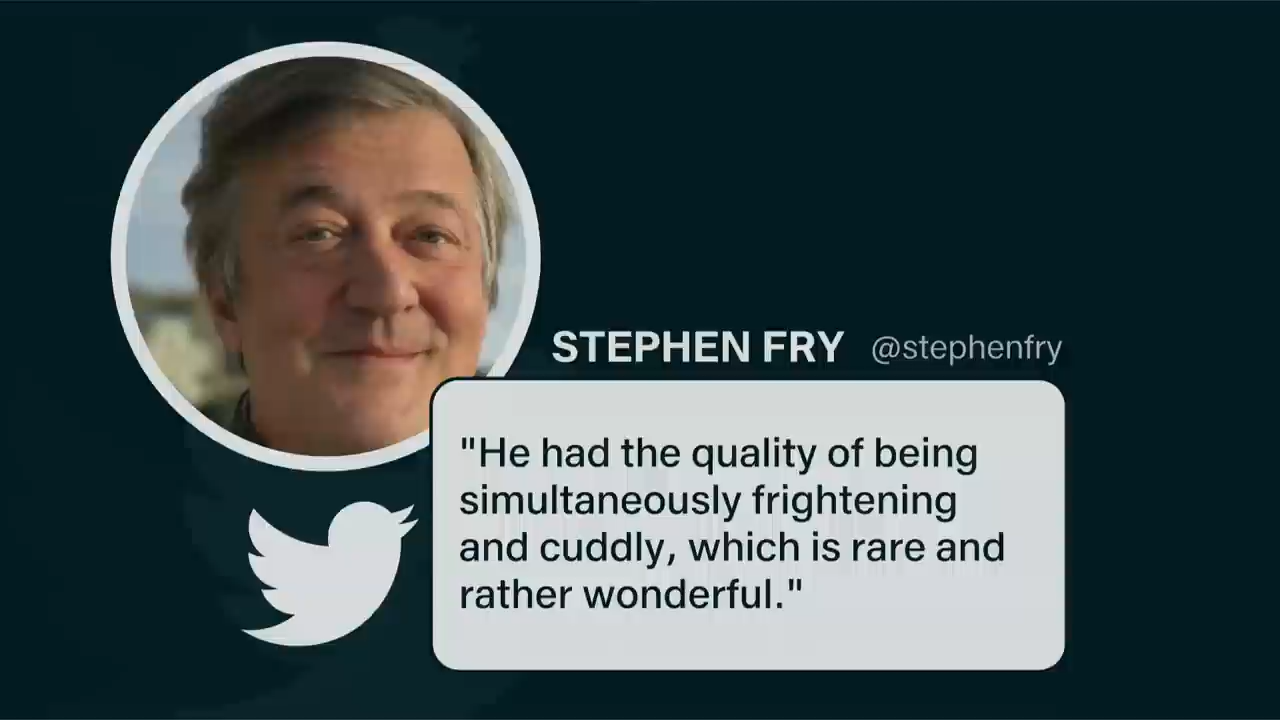 STEPHEN FRY @stephenfry
"He had the quality of being
simultaneously frightening
and cuddly, which is rare and
rather wonderful."